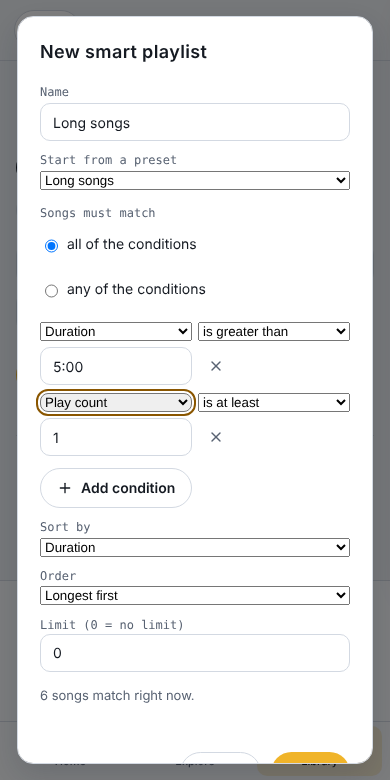 New smart playlist
Name
Long songs
Start from a preset
Long songs
Songs must match
all of the conditions
any of the conditions
Duration is greater than
5:00
Play count is at least
1
Add condition
Sort by
Duration
Order
Longest first
Limit (0 = no limit)
0
6 songs match right now.